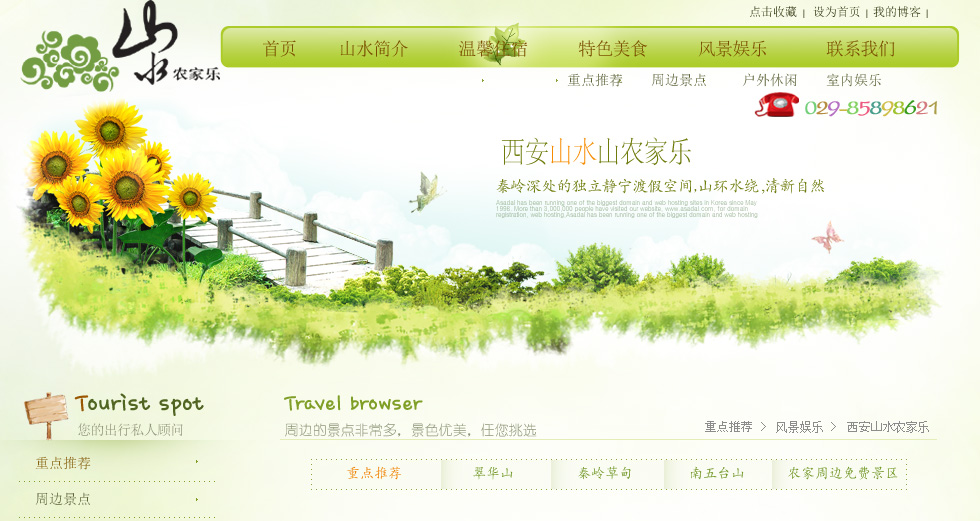 点击收藏 | 设为首页 | 我的博客 |
山水农家乐
首页 山水简介 温馨住宿 特色美食 风景娱乐 联系我们
重点推荐 周边景点 户外休闲 室内娱乐
029-85898621
西安山水山农家乐
秦岭深处的独立静宁渡假空间,山环水绕,清新自然
Asadal has been running one of the biggest domain and web hosting sites in Korea since May
1998. More than 3,000,000 people have visited our website. www.asadal.com, for domain
registration, web hosting.Asadal has been running one of the biggest domain and web hosting
Tourist spot
您的出行私人顾问
重点推荐
周边景点
Travel browser
周边的景点非常多，景色优美，任您挑选
重点推荐 > 风景娱乐 > 西安山水农家乐
重点推荐 翠华山 秦岭草甸 南五台山 农家周边免费景区